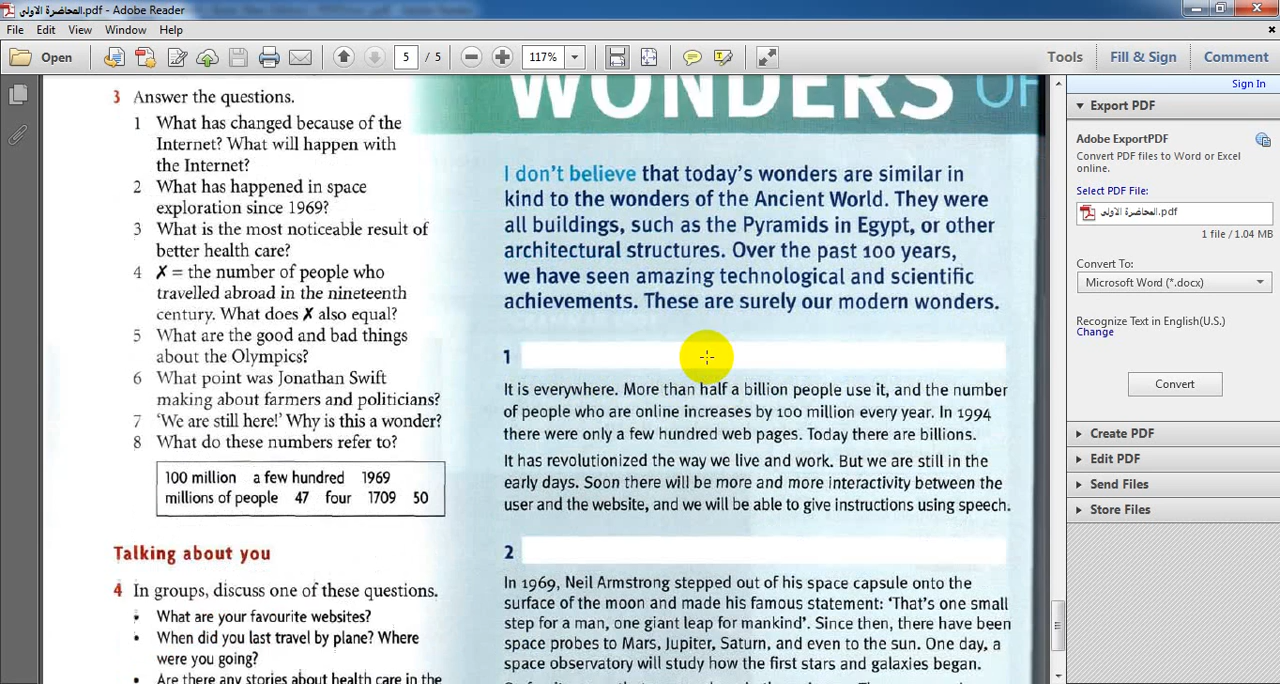 المحاضرة الاولى.pdf - Adobe Reader
File Edit View Window Help
Open 5 / 5 117% Tools Fill & Sign Comment
3 Answer the questions.
1 What has changed because of the
Internet? What will happen with
the Internet?
2 What has happened in space
exploration since 1969?
3 What is the most noticeable result of
better health care?
4 ✗ = the number of people who
travelled abroad in the nineteenth
century. What does ✗ also equal?
5 What are the good and bad things
about the Olympics?
6 What point was Jonathan Swift
making about farmers and politicians?
7 ‘We are still here!’ Why is this a wonder?
8 What do these numbers refer to?
100 million a few hundred 1969
millions of people 47 four 1709 50
Talking about you
4 In groups, discuss one of these questions.
• What are your favourite websites?
• When did you last travel by plane? Where
were you going?
• Are there any stories about health care in the
WONDERS OF
I don’t believe that today’s wonders are similar in
kind to the wonders of the Ancient World. They were
all buildings, such as the Pyramids in Egypt, or other
architectural structures. Over the past 100 years,
we have seen amazing technological and scientific
achievements. These are surely our modern wonders.
1
It is everywhere. More than half a billion people use it, and the number
of people who are online increases by 100 million every year. In 1994
there were only a few hundred web pages. Today there are billions.
It has revolutionized the way we live and work. But we are still in the
early days. Soon there will be more and more interactivity between the
user and the website, and we will be able to give instructions using speech.
2
In 1969, Neil Armstrong stepped out of his space capsule onto the
surface of the moon and made his famous statement: ‘That’s one small
step for a man, one giant leap for mankind’. Since then, there have been
space probes to Mars, Jupiter, Saturn, and even to the sun. One day, a
space observatory will study how the first stars and galaxies began.
Sign In
Export PDF
Adobe ExportPDF
Convert PDF files to Word or Excel
online.
Select PDF File:
المحاضرة الاولى.pdf
1 file / 1.04 MB
Convert To:
Microsoft Word (*.docx)
Recognize Text in English(U.S.)
Change
Convert
Create PDF
Edit PDF
Send Files
Store Files